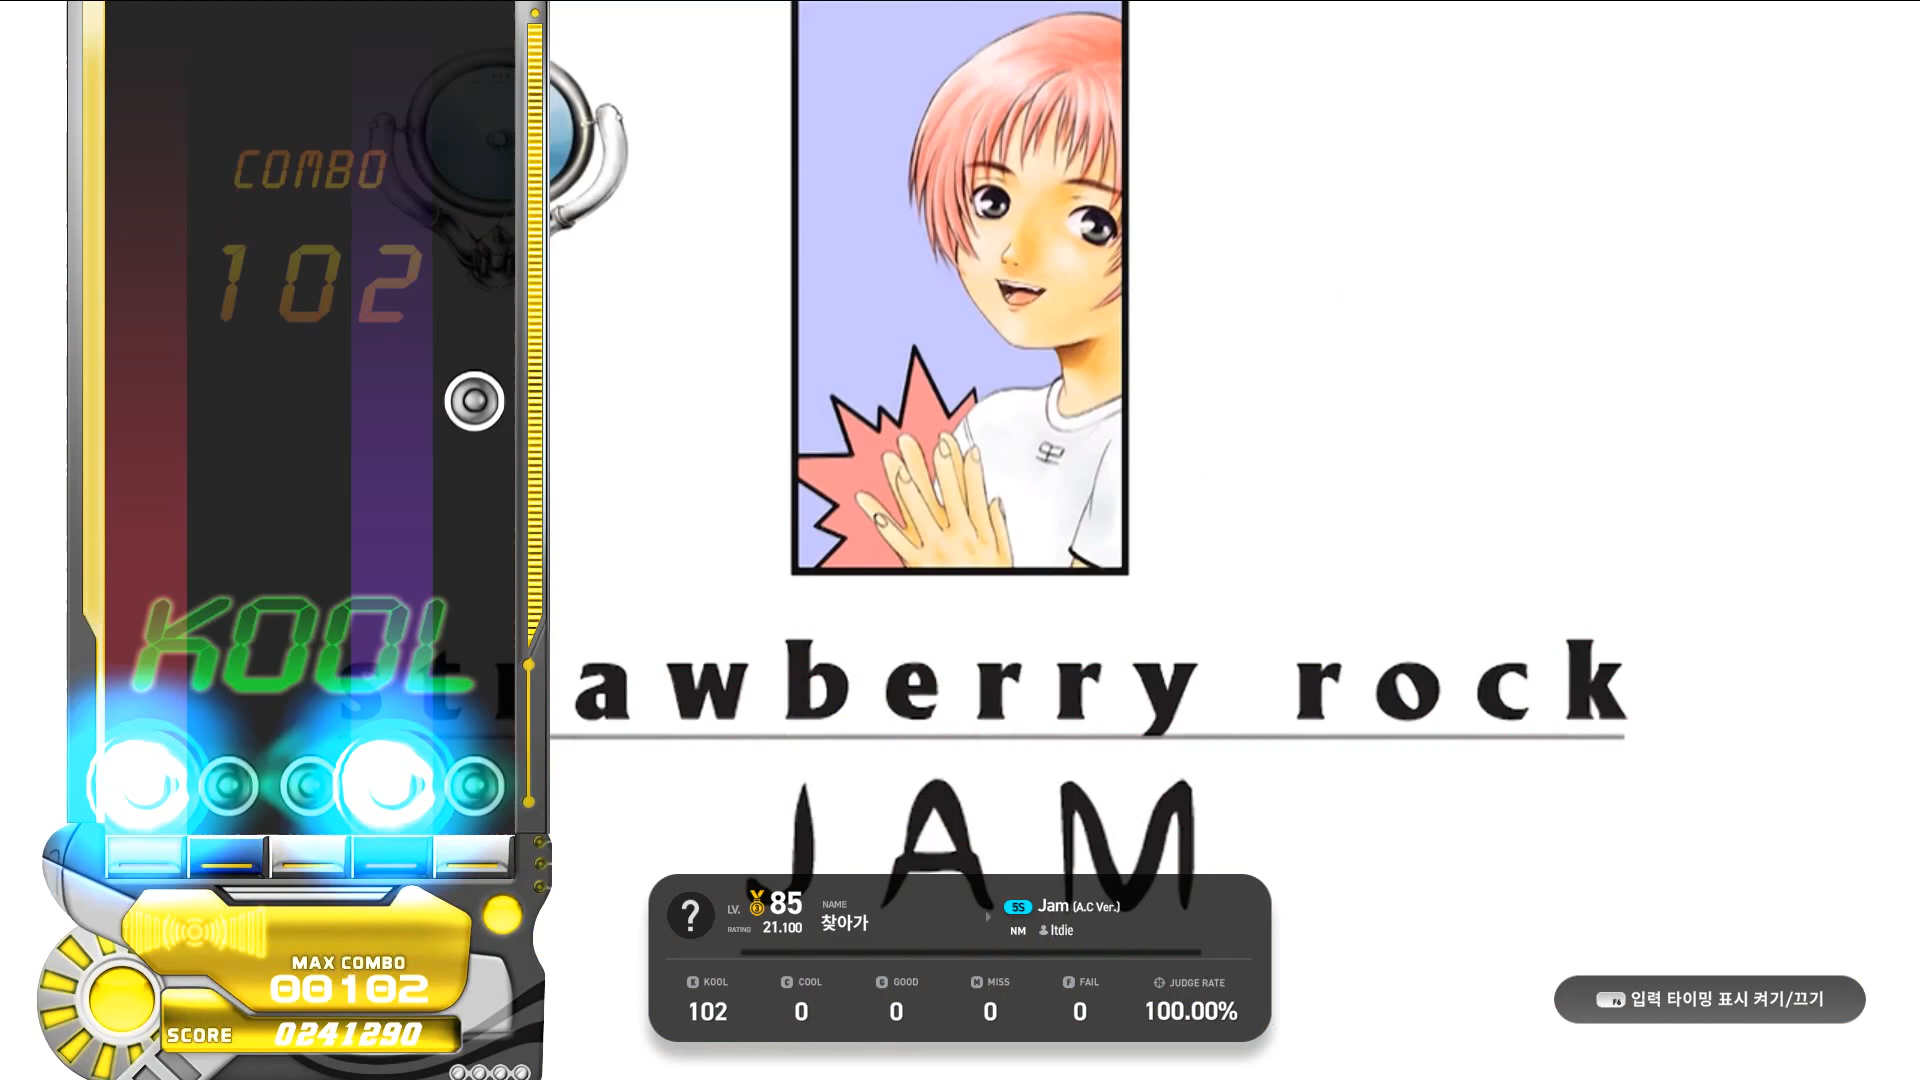 COMBO
102
KOOL
strawberry rock
JAM
MAX COMBO
00102
SCORE 0241290
? LV. 3 85 NAME
RATING 21.100 찾아가
5S Jam (A.C Ver.)
NM ltdie
K KOOL C COOL G GOOD M MISS F FAIL JUDGE RATE
102 0 0 0 0 100.00%
F6 입력 타이밍 표시 켜기/끄기